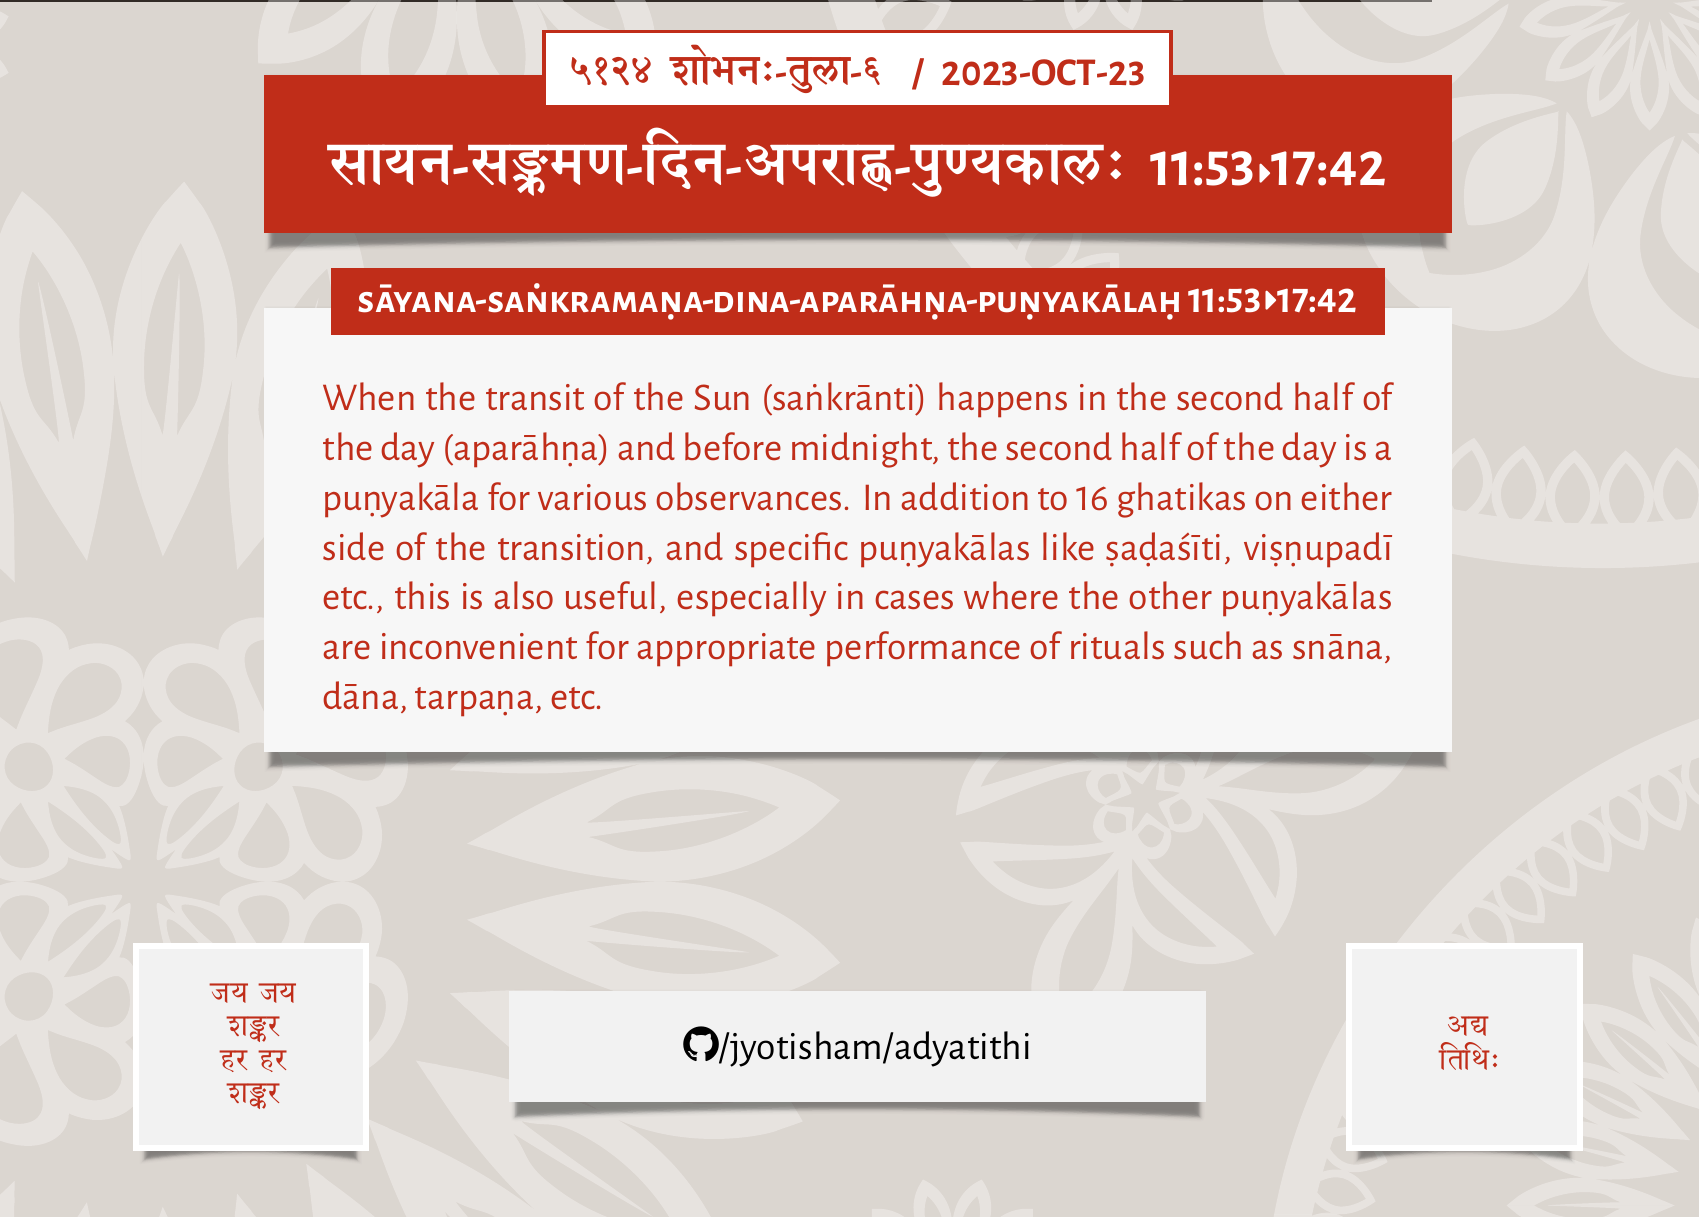 ५१२४ शोभनः-तुला-६ / 2023-OCT-23
सायन-सङ्क्रमण-दिन-अपराह्ण-पुण्यकालः 11:53▸17:42
SĀYANA-SAṄKRAMAṆA-DINA-APARĀHṆA-PUṆYAKĀLAḤ 11:53▸17:42
When the transit of the Sun (saṅkrānti) happens in the second half of
the day (aparāhṇa) and before midnight, the second half of the day is a
puṇyakāla for various observances. In addition to 16 ghatikas on either
side of the transition, and specific puṇyakālas like ṣaḍaśīti, viṣṇupadī
etc., this is also useful, especially in cases where the other puṇyakālas
are inconvenient for appropriate performance of rituals such as snāna,
dāna, tarpaṇa, etc.
जय जय
शङ्कर
हर हर
शङ्कर
/jyotisham/adyatithi
अद्य
तिथिः